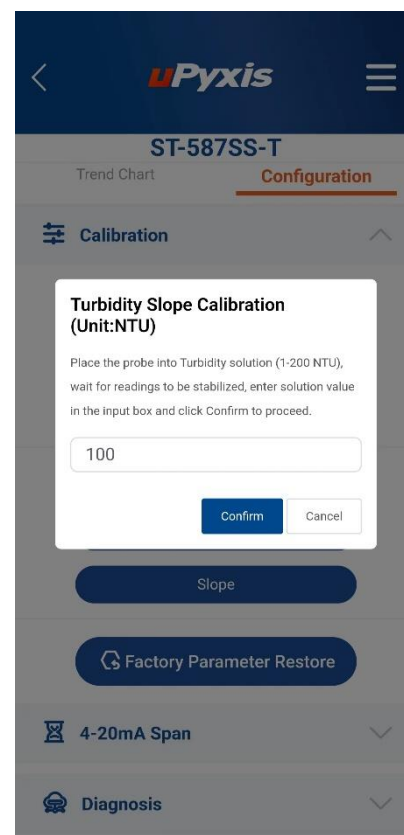 uPyxis
ST-587SS-T
Trend Chart
Configuration
Calibration
Turbidity Slope Calibration
(Unit:NTU)
Place the probe into Turbidity solution (1-200 NTU),
wait for readings to be stabilized, enter solution value
in the input box and click Confirm to proceed.
100
Confirm
Cancel
Slope
Factory Parameter Restore
4-20mA Span
Diagnosis